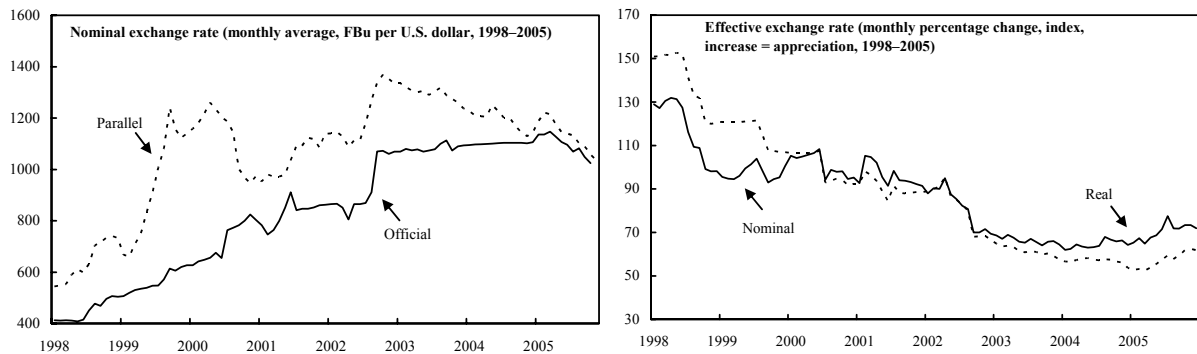 Nominal exchange rate (monthly average, FBu per U.S. dollar, 1998–2005)
1600
1400
1200
1000
800
600
400
Parallel
Official
1998 1999 2000 2001 2002 2003 2004 2005
Effective exchange rate (monthly percentage change, index,
increase = appreciation, 1998–2005)
170
150
130
110
90
70
50
30
Nominal
Real
1998 1999 2000 2001 2002 2003 2004 2005